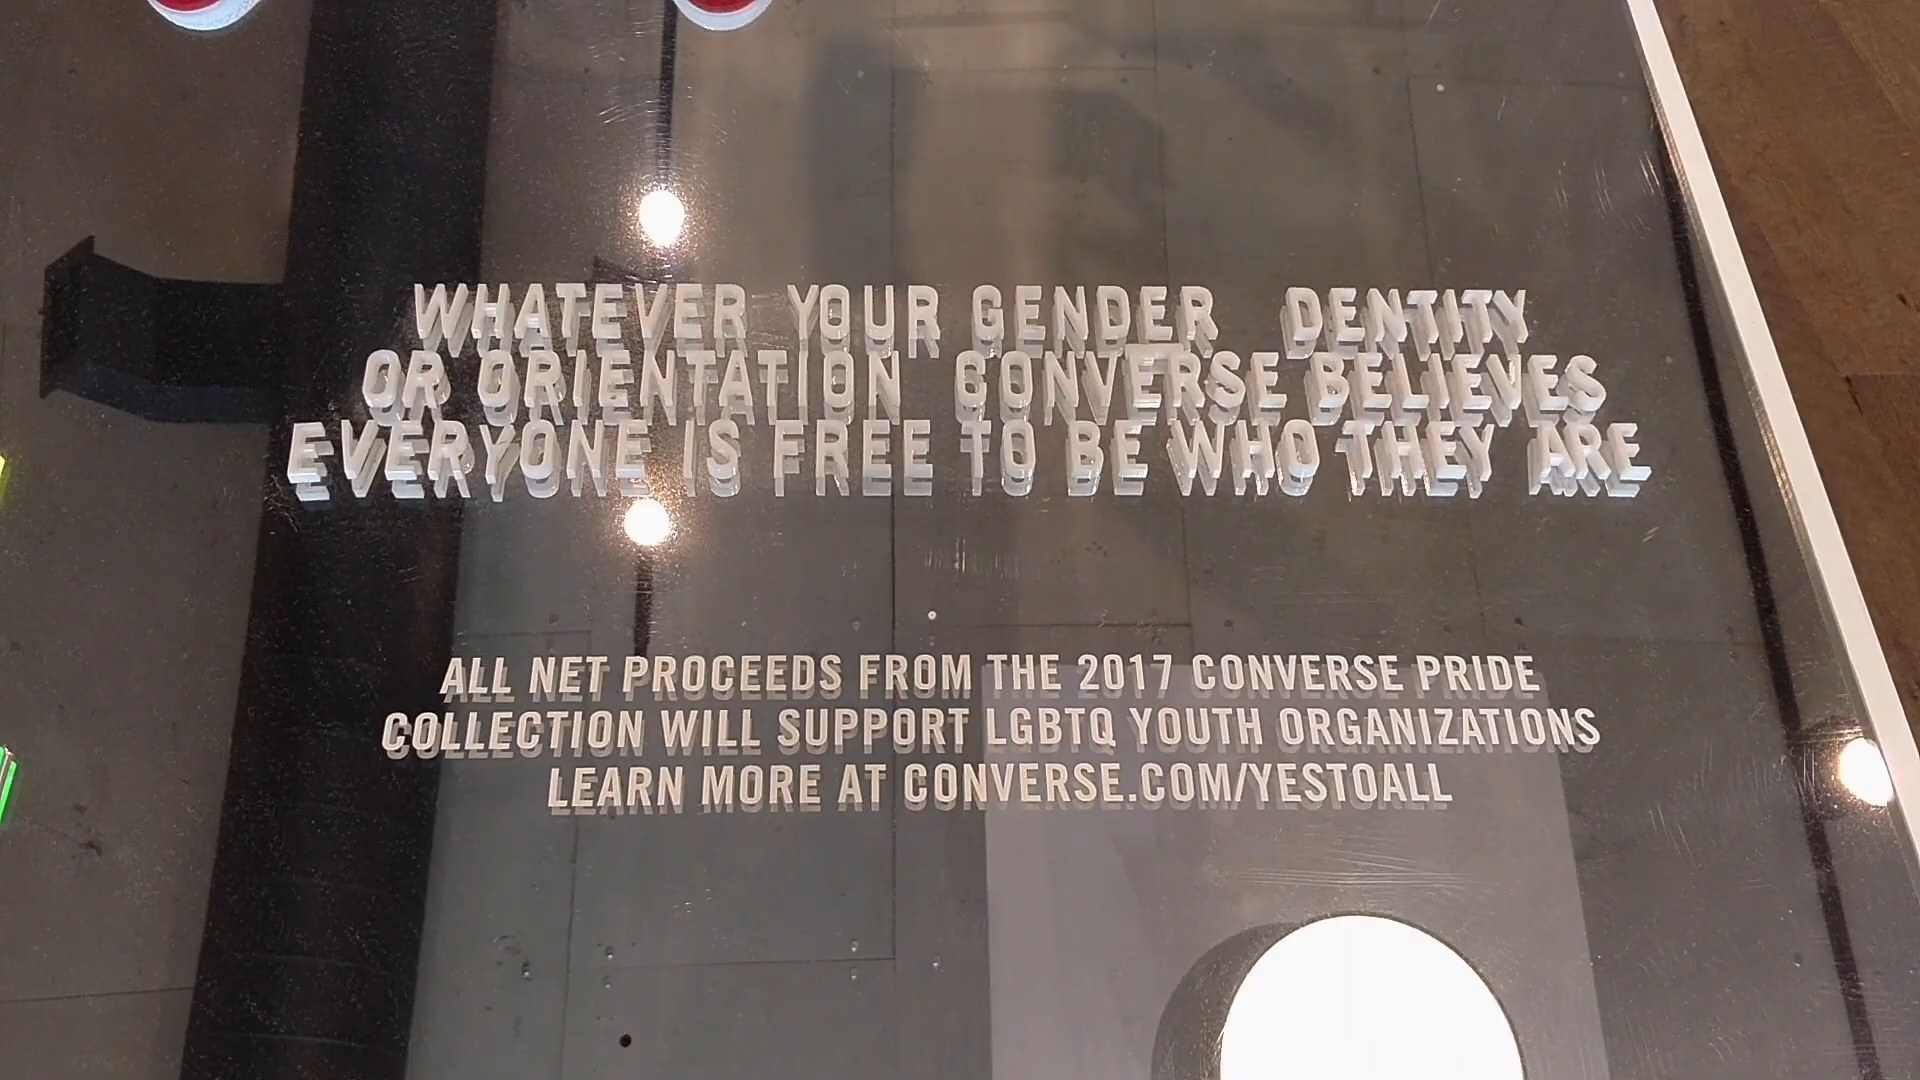 WHATEVER YOUR GENDER DENTITY
OR ORIENTATION CONVERSE BELIEVES
EVERYONE IS FREE TO BE WHO THEY ARE
ALL NET PROCEEDS FROM THE 2017 CONVERSE PRIDE
COLLECTION WILL SUPPORT LGBTQ YOUTH ORGANIZATIONS
LEARN MORE AT CONVERSE.COM/YESTOALL